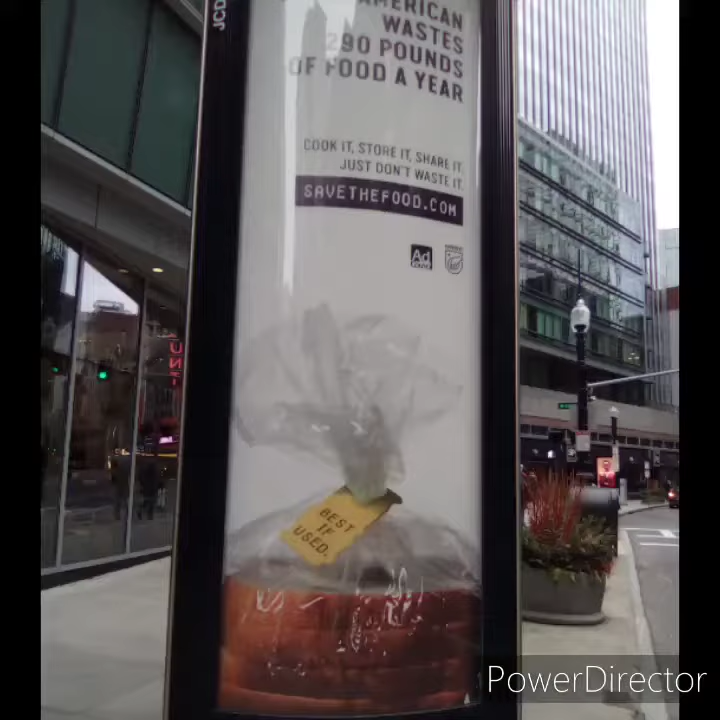 JCD
AMERICAN
WASTES
290 POUNDS
OF FOOD A YEAR
COOK IT, STORE IT, SHARE IT.
JUST DON'T WASTE IT.
SAVETHEFOOD.COM
Ad
BEST
IF
USED.
PowerDirector